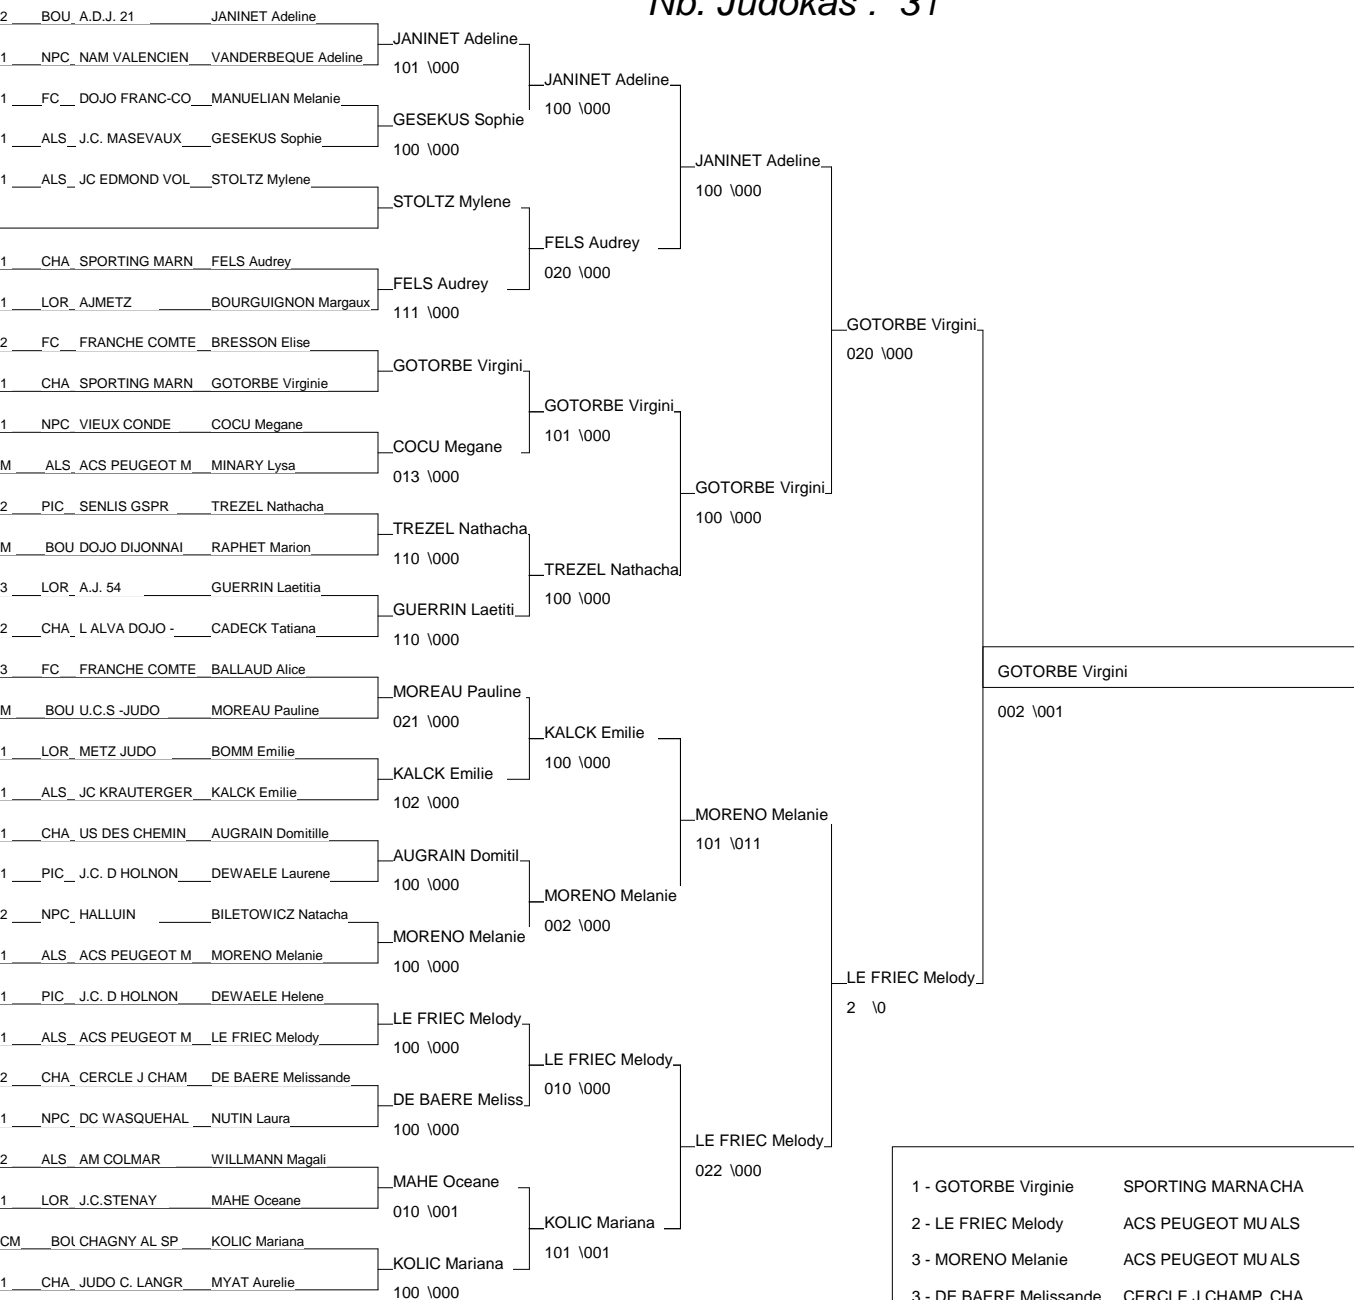 Nb. Judokas : 31
2 BOU A.D.J. 21 JANINET Adeline
1 NPC NAM VALENCIEN VANDERBEQUE Adeline
1 FC DOJO FRANC-CO MANUELIAN Melanie
1 ALS J.C. MASEVAUX GESEKUS Sophie
1 ALS JC EDMOND VOL STOLTZ Mylene
1 CHA SPORTING MARN FELS Audrey
1 LOR AJMETZ BOURGUIGNON Margaux
2 FC FRANCHE COMTE BRESSON Elise
1 CHA SPORTING MARN GOTORBE Virginie
1 NPC VIEUX CONDE COCU Megane
M ALS ACS PEUGEOT M MINARY Lysa
2 PIC SENLIS GSPR TREZEL Nathacha
M BOU DOJO DIJONNAI RAPHET Marion
3 LOR A.J. 54 GUERRIN Laetitia
2 CHA L ALVA DOJO - CADECK Tatiana
3 FC FRANCHE COMTE BALLAUD Alice
M BOU U.C.S -JUDO MOREAU Pauline
1 LOR METZ JUDO BOMM Emilie
1 ALS JC KRAUTERGER KALCK Emilie
1 CHA US DES CHEMIN AUGRAIN Domitille
1 PIC J.C. D HOLNON DEWAELE Laurene
2 NPC HALLUIN BILETOWICZ Natacha
1 ALS ACS PEUGEOT M MORENO Melanie
1 PIC J.C. D HOLNON DEWAELE Helene
1 ALS ACS PEUGEOT M LE FRIEC Melody
2 CHA CERCLE J CHAM DE BAERE Melissande
1 NPC DC WASQUEHAL NUTIN Laura
2 ALS AM COLMAR WILLMANN Magali
1 LOR J.C.STENAY MAHE Oceane
CM BOU CHAGNY AL SP KOLIC Mariana
1 CHA JUDO C. LANGR MYAT Aurelie
JANINET Adeline
101 \000
GESEKUS Sophie
100 \000
STOLTZ Mylene
FELS Audrey
111 \000
GOTORBE Virgini
COCU Megane
013 \000
TREZEL Nathacha
110 \000
GUERRIN Laetiti
110 \000
MOREAU Pauline
021 \000
KALCK Emilie
102 \000
AUGRAIN Domitil
100 \000
MORENO Melanie
100 \000
LE FRIEC Melody
100 \000
DE BAERE Meliss
100 \000
MAHE Oceane
010 \001
KOLIC Mariana
100 \000
JANINET Adeline
100 \000
FELS Audrey
020 \000
GOTORBE Virgini
101 \000
TREZEL Nathacha
100 \000
KALCK Emilie
100 \000
MORENO Melanie
002 \000
LE FRIEC Melody
010 \000
KOLIC Mariana
101 \001
JANINET Adeline
100 \000
GOTORBE Virgini
100 \000
MORENO Melanie
101 \011
LE FRIEC Melody
022 \000
GOTORBE Virgini
020 \000
LE FRIEC Melody
2 \0
GOTORBE Virgini
002 \001
1 - GOTORBE Virginie SPORTING MARNA CHA
2 - LE FRIEC Melody ACS PEUGEOT MU ALS
3 - MORENO Melanie ACS PEUGEOT MU ALS
3 - DE BAERE Melissande CERCLE J CHAMP CHA